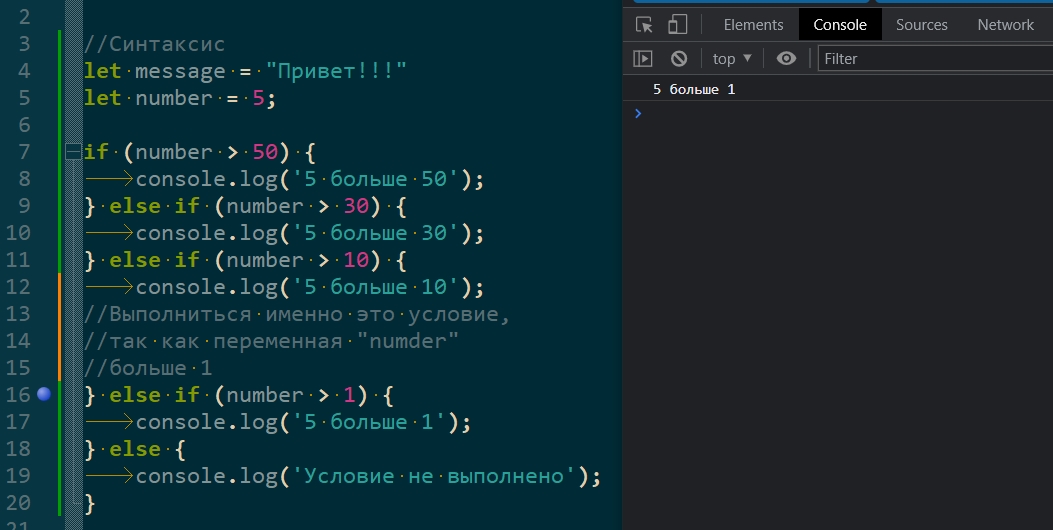 2
3 //Синтаксис
4 let message = "Привет!!!"
5 let number = 5;
6
7 if (number > 50) {
8 console.log('5 больше 50');
9 } else if (number > 30) {
10 console.log('5 больше 30');
11 } else if (number > 10) {
12 console.log('5 больше 10');
13 //Выполниться именно это условие,
14 //так как переменная "numder"
15 //больше 1
16 } else if (number > 1) {
17 console.log('5 больше 1');
18 } else {
19 console.log('Условие не выполнено');
20 }
21
Elements Console Sources Network
top Filter
5 больше 1